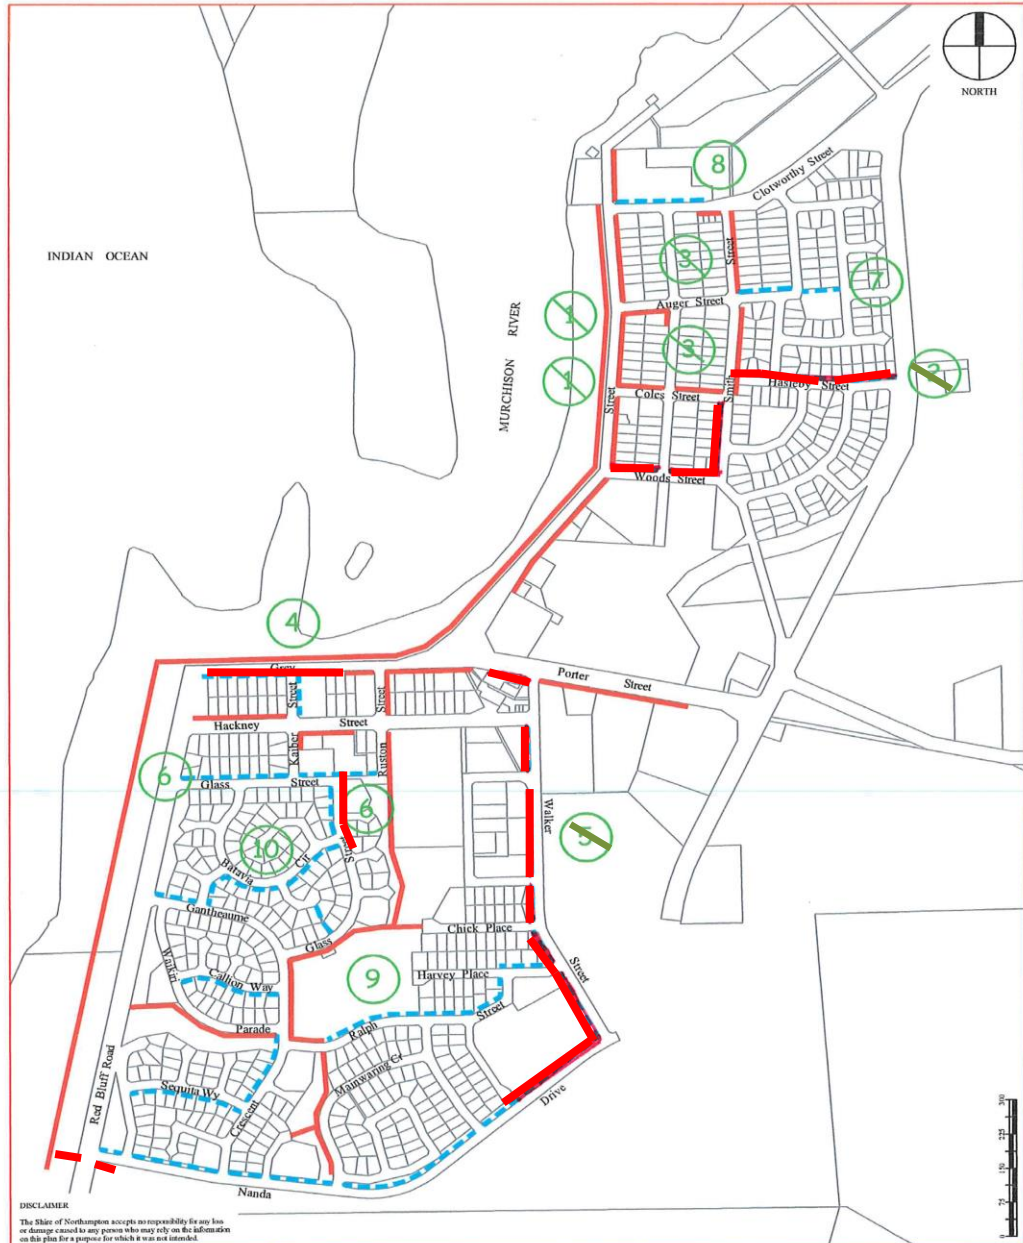 NORTH
8
Clotworthy Street
INDIAN OCEAN
3
Street
7
Auger Street
1
MURCHISON RIVER
3
1
2
Hasleby Street
Smith
Coles Street
Street
Woods Street
4
Grey
Porter Street
Street
Street
Hackney Street
Kaiber
Ruston
6
Glass Street
6
Walker
5
10
Batavia
Cir
Street
Gantheaume
Chick Place
Glass
Waikiri
Street
Harvey Place
Callion Way
9
Street
Parade
Ralph
Mainwaring Cr
Red Bluff Road
Sequita Wy
Crescent
Drive
Nanda
300
225
150
75
0
DISCLAIMER
The Shire of Northampton accepts no responsibility for any loss
or damage caused to any person who may rely on the information
on this plan for a purpose for which it was not intended.